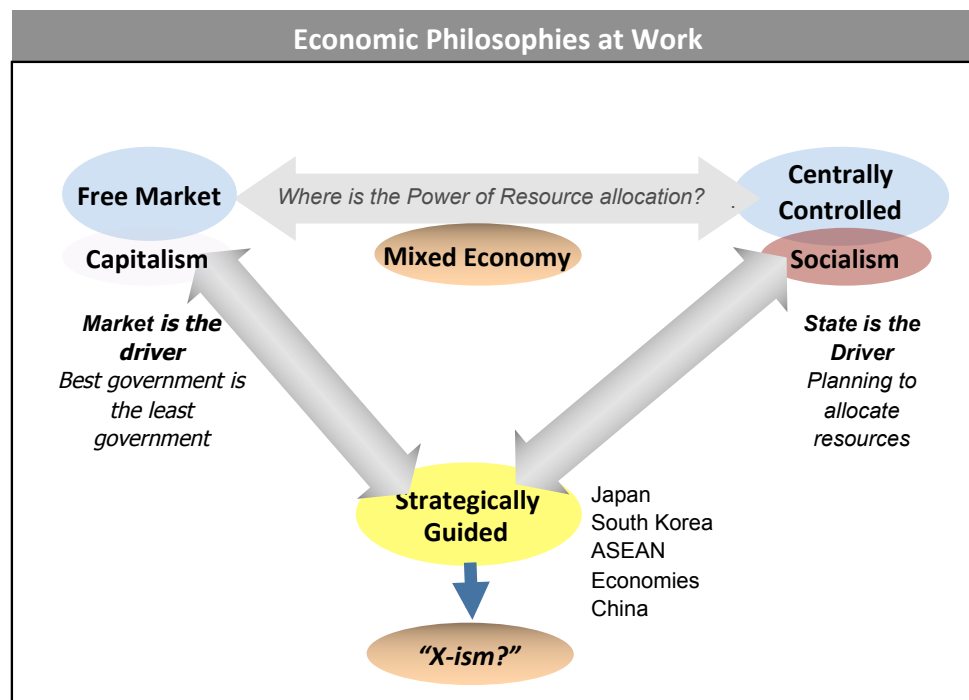 Economic Philosophies at Work
Free Market
Where is the Power of Resource allocation? .
Centrally
Controlled
Capitalism
Mixed Economy
Socialism
Market is the
driver
Best government is
the least
government
State is the
Driver
Planning to
allocate
resources
Strategically
Guided
Japan
South Korea
ASEAN
Economies
China
“X-ism?”